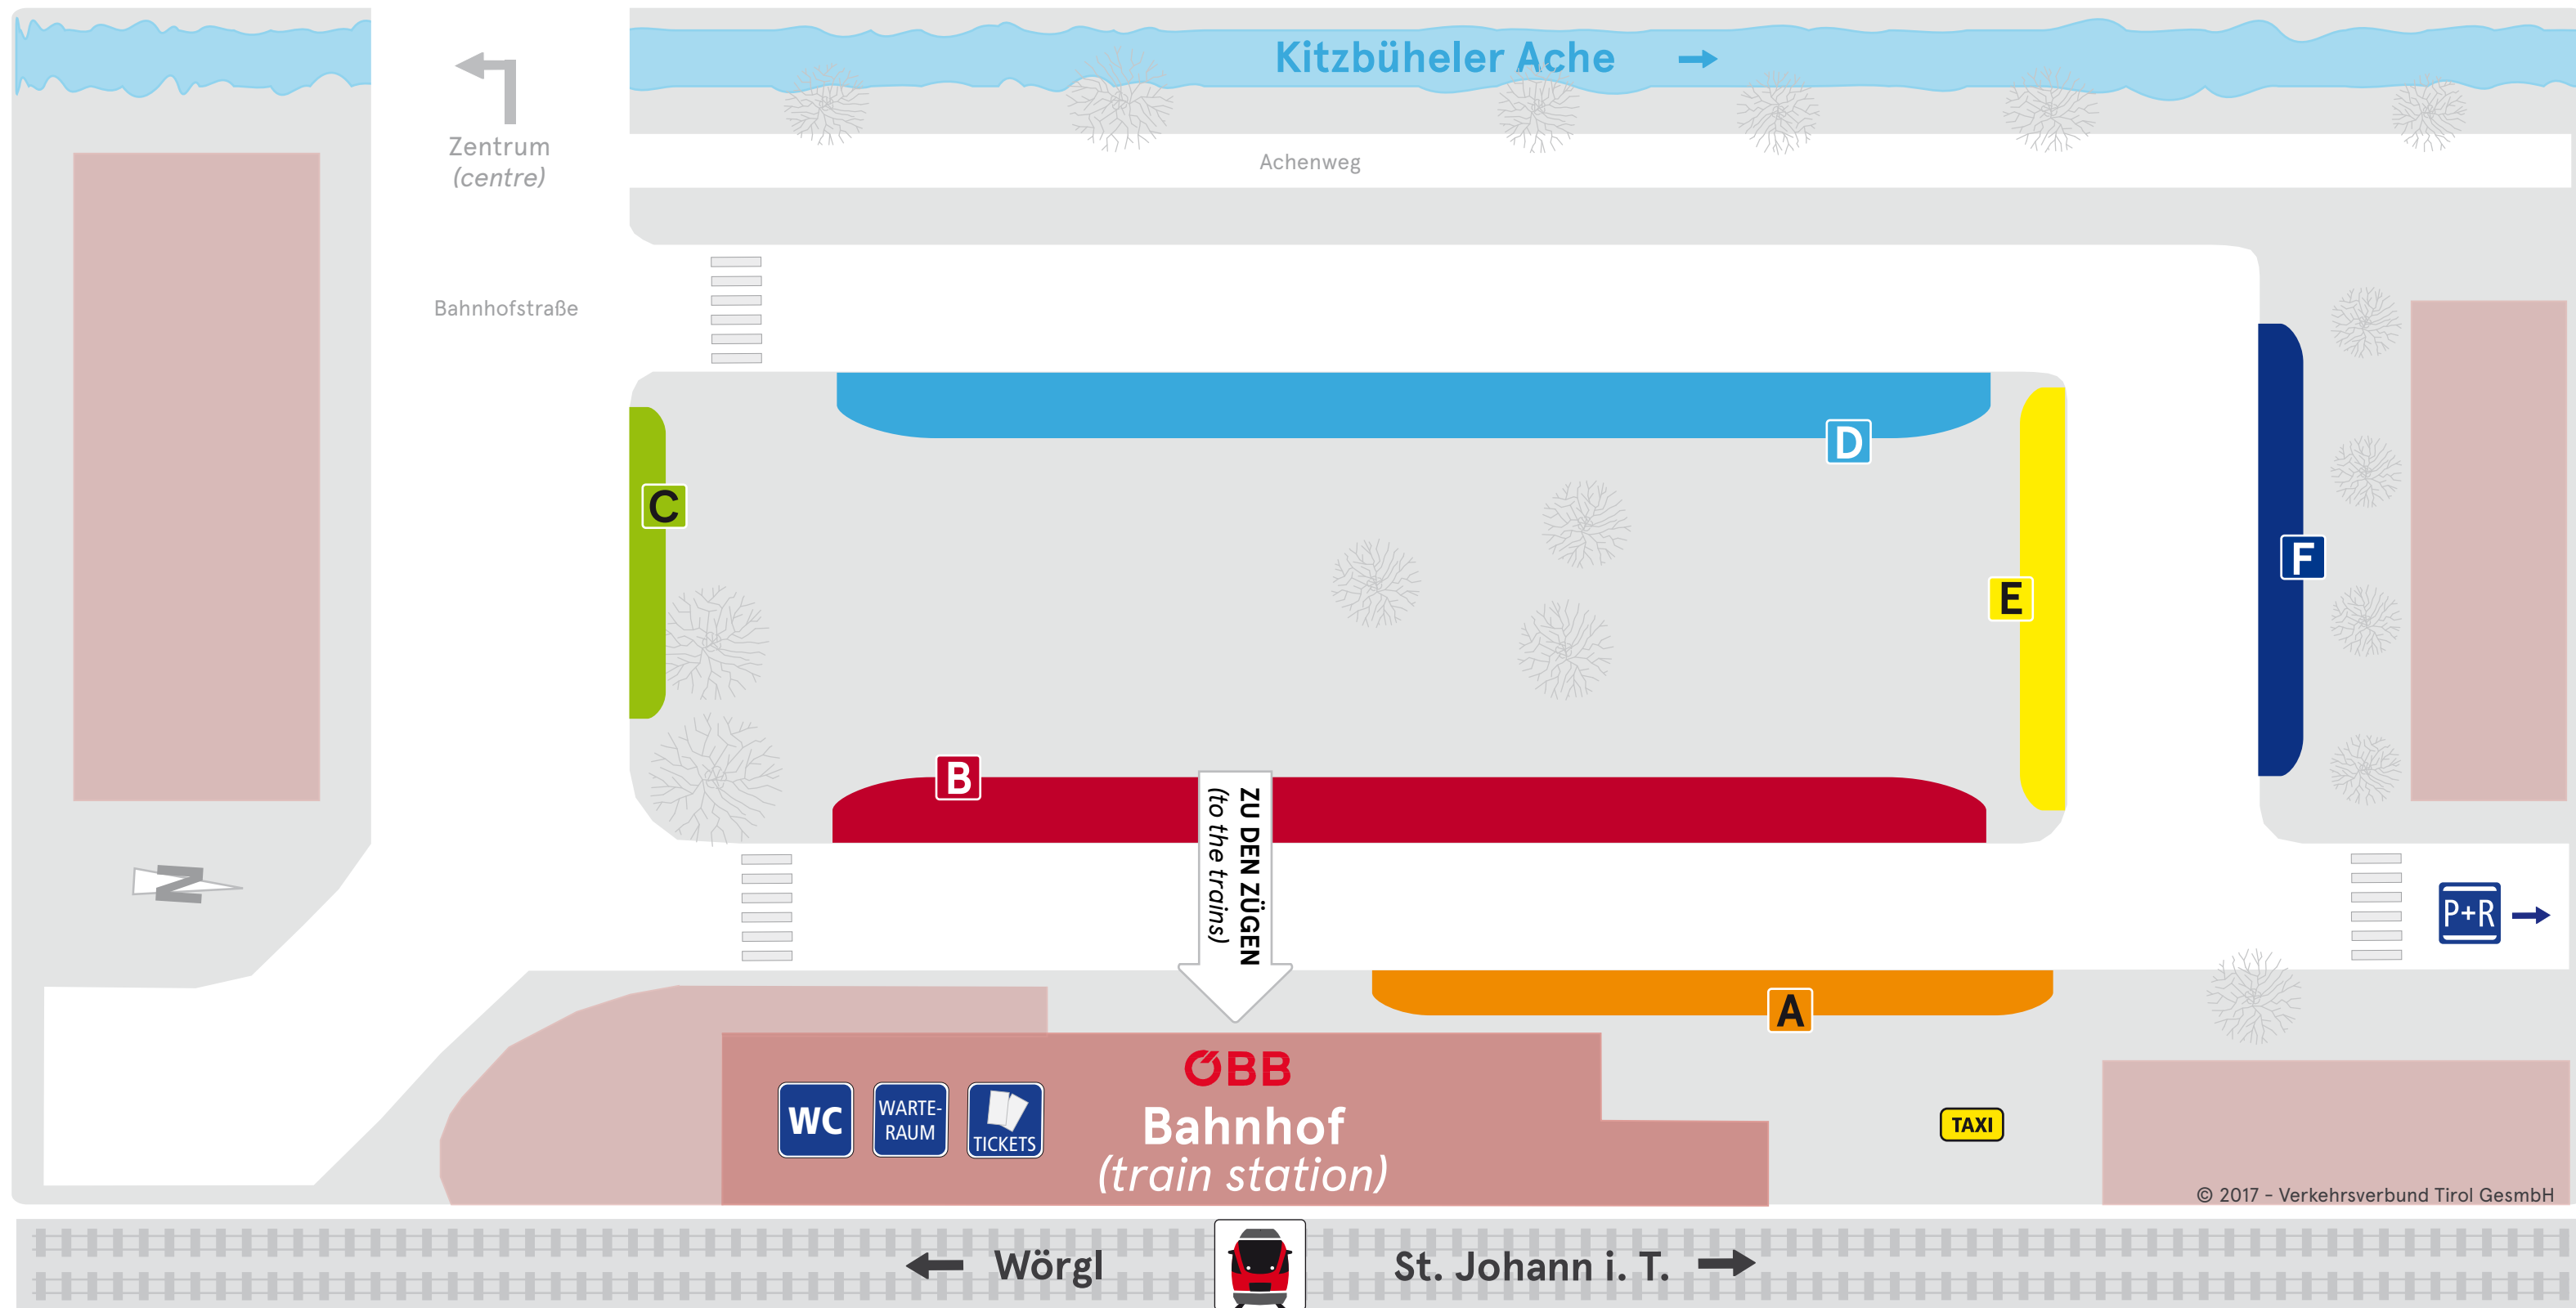 Kitzbüheler Ache
Zentrum
(centre)
Achenweg
Bahnhofstraße
D
C
F
E
B
ZU DEN ZÜGEN
(to the trains)
N
P+R
A
ÖBB
WC
WARTE-
RAUM
TICKETS
Bahnhof
(train station)
TAXI
© 2017 - Verkehrsverbund Tirol GesmbH
Wörgl
St. Johann i. T.